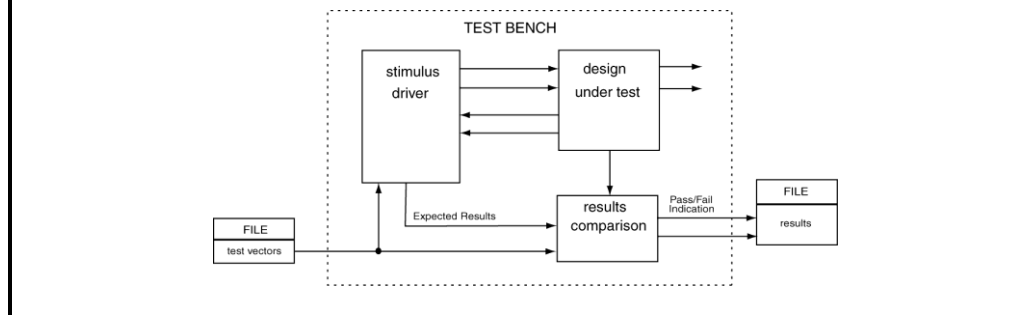 TEST BENCH
stimulus
driver
design
under test
Expected Results
results
comparison
Pass/Fail
Indication
FILE
test vectors
FILE
results